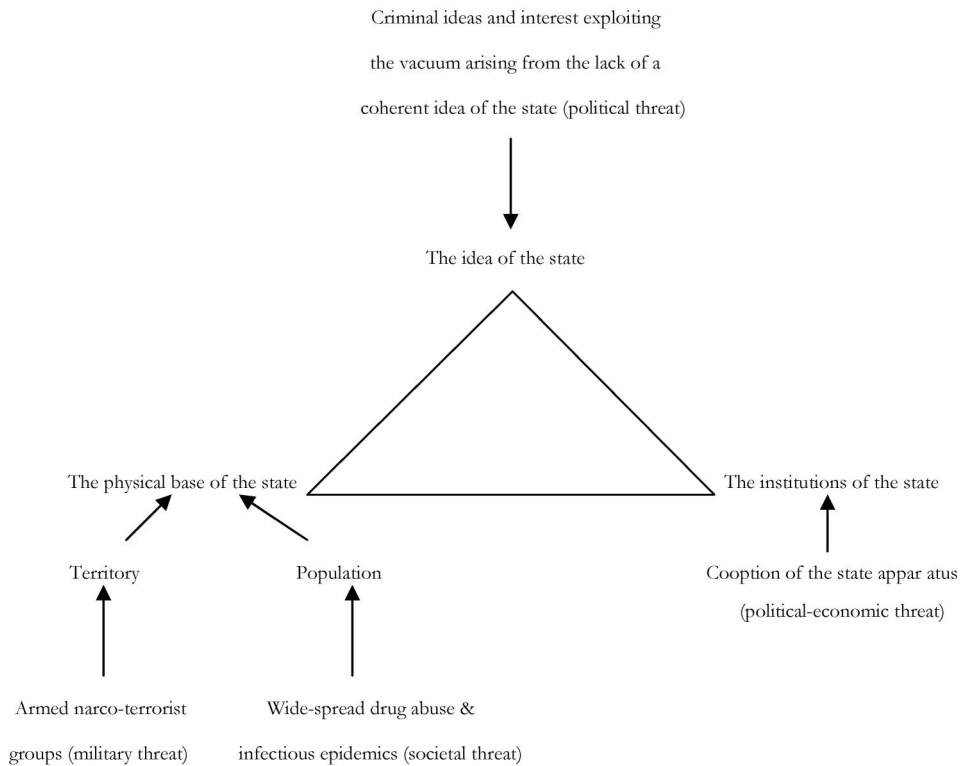 Criminal ideas and interest exploiting
the vacuum arising from the lack of a
coherent idea of the state (political threat)
The idea of the state
The physical base of the state
The institutions of the state
Territory
Population
Cooption of the state appar atus
(political-economic threat)
Armed narco-terrorist
groups (military threat)
Wide-spread drug abuse &
infectious epidemics (societal threat)